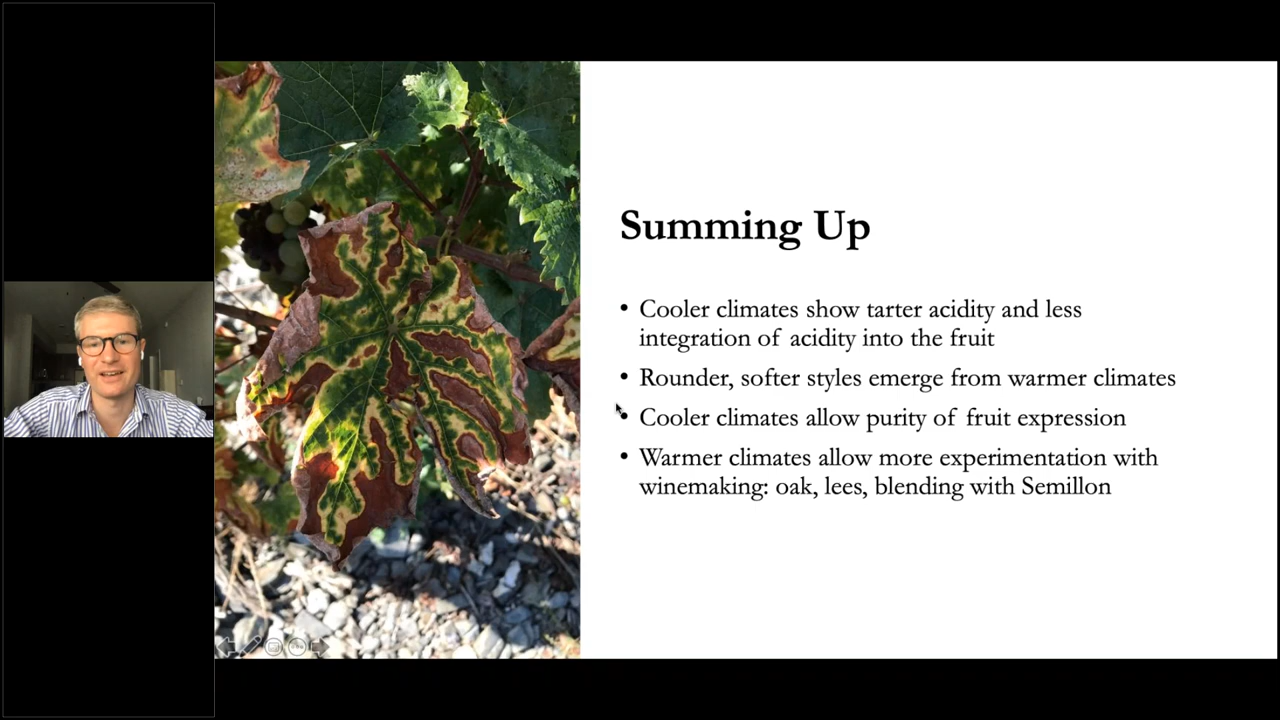 Summing Up
• Cooler climates show tarter acidity and less
integration of acidity into the fruit
• Rounder, softer styles emerge from warmer climates
• Cooler climates allow purity of fruit expression
• Warmer climates allow more experimentation with
winemaking: oak, lees, blending with Semillon